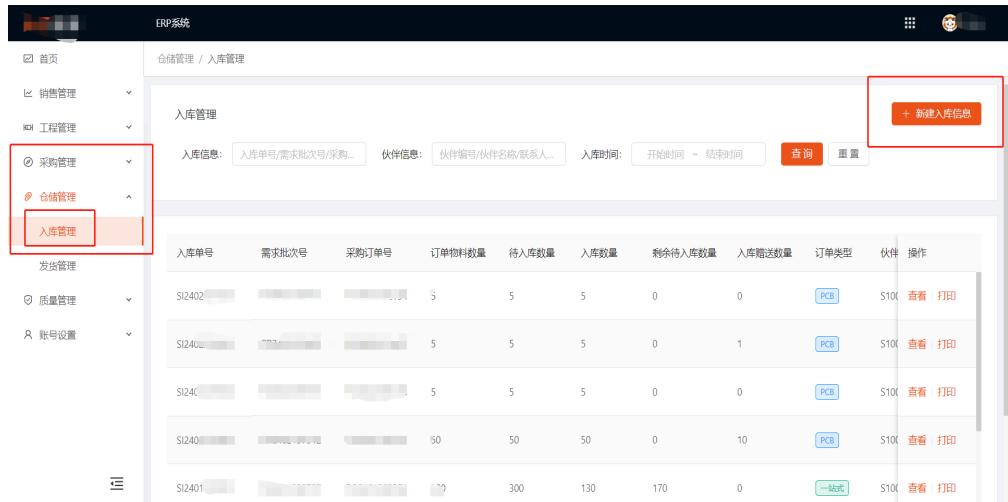 ERP系统
首页
销售管理
工程管理
采购管理
仓储管理
入库管理
发货管理
质量管理
账号设置
仓储管理 / 入库管理
入库管理
+ 新建入库信息
入库信息: 入库单号/需求批次号/采购... 伙伴信息: 伙伴编号/伙伴名称/联系人... 入库时间: 开始时间 ~ 结束时间 查询 重置
入库单号 需求批次号 采购订单号 订单物料数量 待入库数量 入库数量 剩余待入库数量 入库赠送数量 订单类型 伙伴 操作
SI2402 5 5 5 0 0 PCB S100 查看 打印
5 5 5 0 1 PCB S100 查看 打印
SI240 5 5 5 0 0 PCB S100 查看 打印
SI240 50 50 50 0 10 PCB S100 查看 打印
SI2401 300 130 170 0 一站式 S100 查看 打印